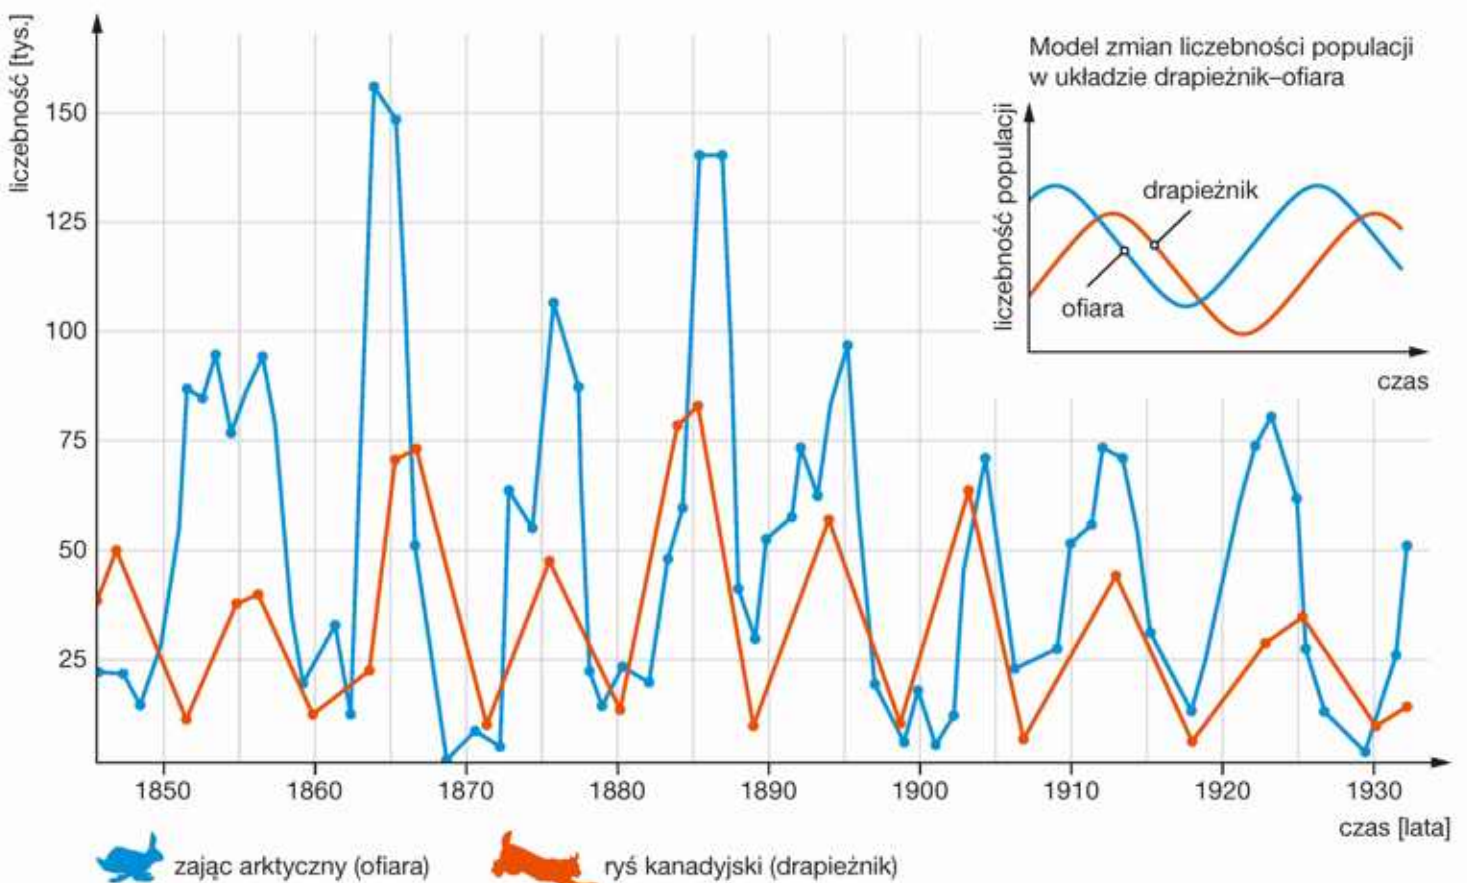 liczebność [tys.]
150
125
100
75
50
25
1850
1860
1870
1880
1890
1900
1910
1920
1930
czas [lata]
Model zmian liczebności populacji
w układzie drapieżnik–ofiara
liczebność populacji
drapieżnik
ofiara
czas
zając arktyczny (ofiara)
ryś kanadyjski (drapieżnik)